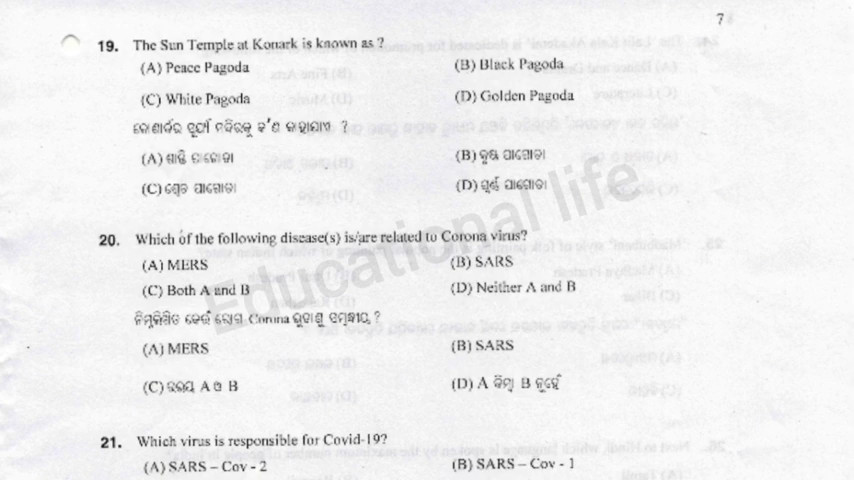 7
19. The Sun Temple at Konark is known as ?
(A) Peace Pagoda (B) Black Pagoda
(C) White Pagoda (D) Golden Pagoda
କୋଣାର୍କର ସୂର୍ଯ୍ୟ ମନ୍ଦିରକୁ କ'ଣ କୁହାଯାଏ ?
(A) ଶାନ୍ତି ପାଗୋଡା (B) କୃଷ୍ଣ ପାଗୋଡା
(C) ଶ୍ୱେତ ପାଗୋଡା (D) ସ୍ୱର୍ଣ୍ଣ ପାଗୋଡା
Educational life
20. Which of the following disease(s) is/are related to Corona virus?
(A) MERS (B) SARS
(C) Both A and B (D) Neither A and B
ନିମ୍ନଲିଖିତ କେଉଁ ରୋଗ Corona ଭୂତାଣୁ ସମ୍ବନ୍ଧୀୟ ?
(A) MERS (B) SARS
(C) ଉଭୟ A ଓ B (D) A କିମ୍ବା B ନୁହେଁ
21. Which virus is responsible for Covid-19?
(A) SARS – Cov - 2 (B) SARS – Cov - 1